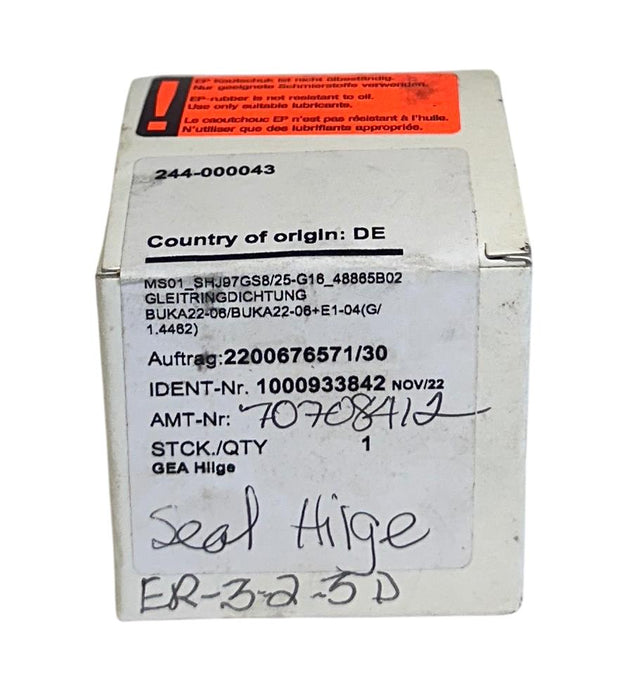 EP-Kautschuk ist nicht ölbeständig.
Nur geeignete Schmierstoffe verwenden.
EP-rubber is not resistant to oil.
Use only suitable lubricants.
Le caoutchouc EP n'est pas résistant à l'huile.
N'utiliser que des lubrifiants appropriés.
244-000043
Country of origin: DE
MS01_SHJ97GS8/25-G16_48865B02
GLEITRINGDICHTUNG
BUKA22-06/BUKA22-06+E1-04(G/
1.4462)
Auftrag:2200676571/30
IDENT-Nr. 1000933842 NOV/22
AMT-Nr: 70708412
STCK./QTY 1
GEA Hilge
Seal Hilge
ER-3-2-5D